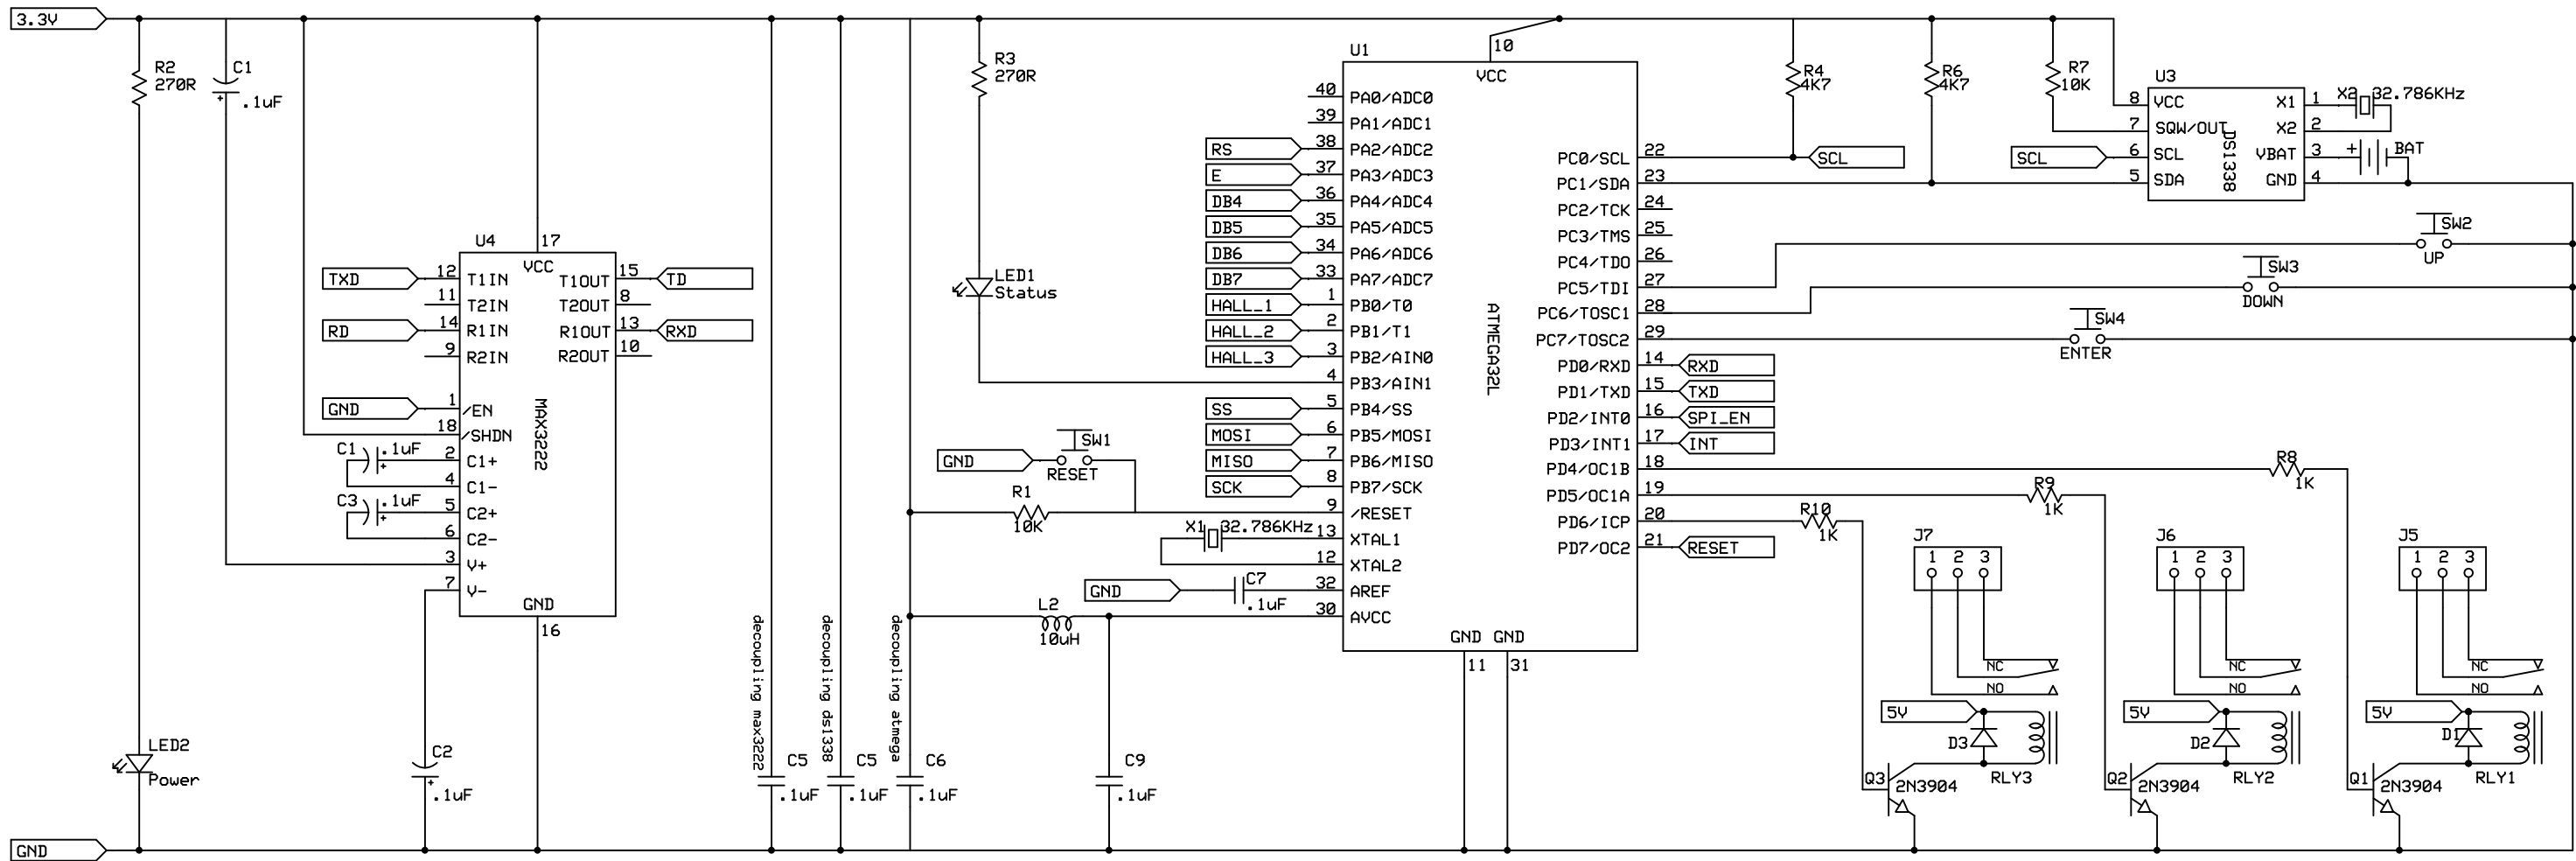 3.3V
R2
270R
C1
.1uF
LED2
Power
GND
U4
17
VCC
TXD
12
T1IN
T1OUT
15
TD
11
T2IN
T2OUT
8
RD
14
R1IN
R1OUT
13
RXD
9
R2IN
R2OUT
10
GND
1
/EN
18
/SHDN
MAX3222
C1
.1uF
2
C1+
4
C1-
C3
.1uF
5
C2+
6
C2-
3
V+
7
V-
GND
16
C2
.1uF
decoupling max3222
C5
.1uF
decoupling ds1338
C5
.1uF
decoupling atmega
C6
.1uF
R3
270R
LED1
Status
GND
SW1
RESET
R1
10K
X1
32.786KHz
GND
C7
.1uF
L2
10uH
C9
.1uF
U1
10
VCC
ATMEGA32L
40
PA0/ADC0
39
PA1/ADC1
RS
38
PA2/ADC2
E
37
PA3/ADC3
DB4
36
PA4/ADC4
DB5
35
PA5/ADC5
DB6
34
PA6/ADC6
DB7
33
PA7/ADC7
HALL_1
1
PB0/T0
HALL_2
2
PB1/T1
HALL_3
3
PB2/AIN0
4
PB3/AIN1
SS
5
PB4/SS
MOSI
6
PB5/MOSI
MISO
7
PB6/MISO
SCK
8
PB7/SCK
9
/RESET
13
XTAL1
12
XTAL2
32
AREF
30
AVCC
GND GND
11
31
PC0/SCL
22
SCL
PC1/SDA
23
PC2/TCK
24
PC3/TMS
25
PC4/TDO
26
PC5/TDI
27
PC6/TOSC1
28
PC7/TOSC2
29
PD0/RXD
14
RXD
PD1/TXD
15
TXD
PD2/INT0
16
SPI_EN
PD3/INT1
17
INT
PD4/OC1B
18
PD5/OC1A
19
PD6/ICP
20
PD7/OC2
21
RESET
R4
4K7
R6
4K7
R7
10K
U3
8
VCC
7
SQW/OUT
SCL
6
SCL
5
SDA
DS1338
X1
1
X2
2
VBAT
3
GND
4
X2
32.786KHz
+
BAT
SW2
UP
SW3
DOWN
SW4
ENTER
R8
1K
R9
1K
R10
1K
J7
1 2 3
NC
NO
5V
D3
RLY3
Q3
2N3904
J6
1 2 3
NC
NO
5V
D2
RLY2
Q2
2N3904
J5
1 2 3
NC
NO
5V
D1
RLY1
Q1
2N3904